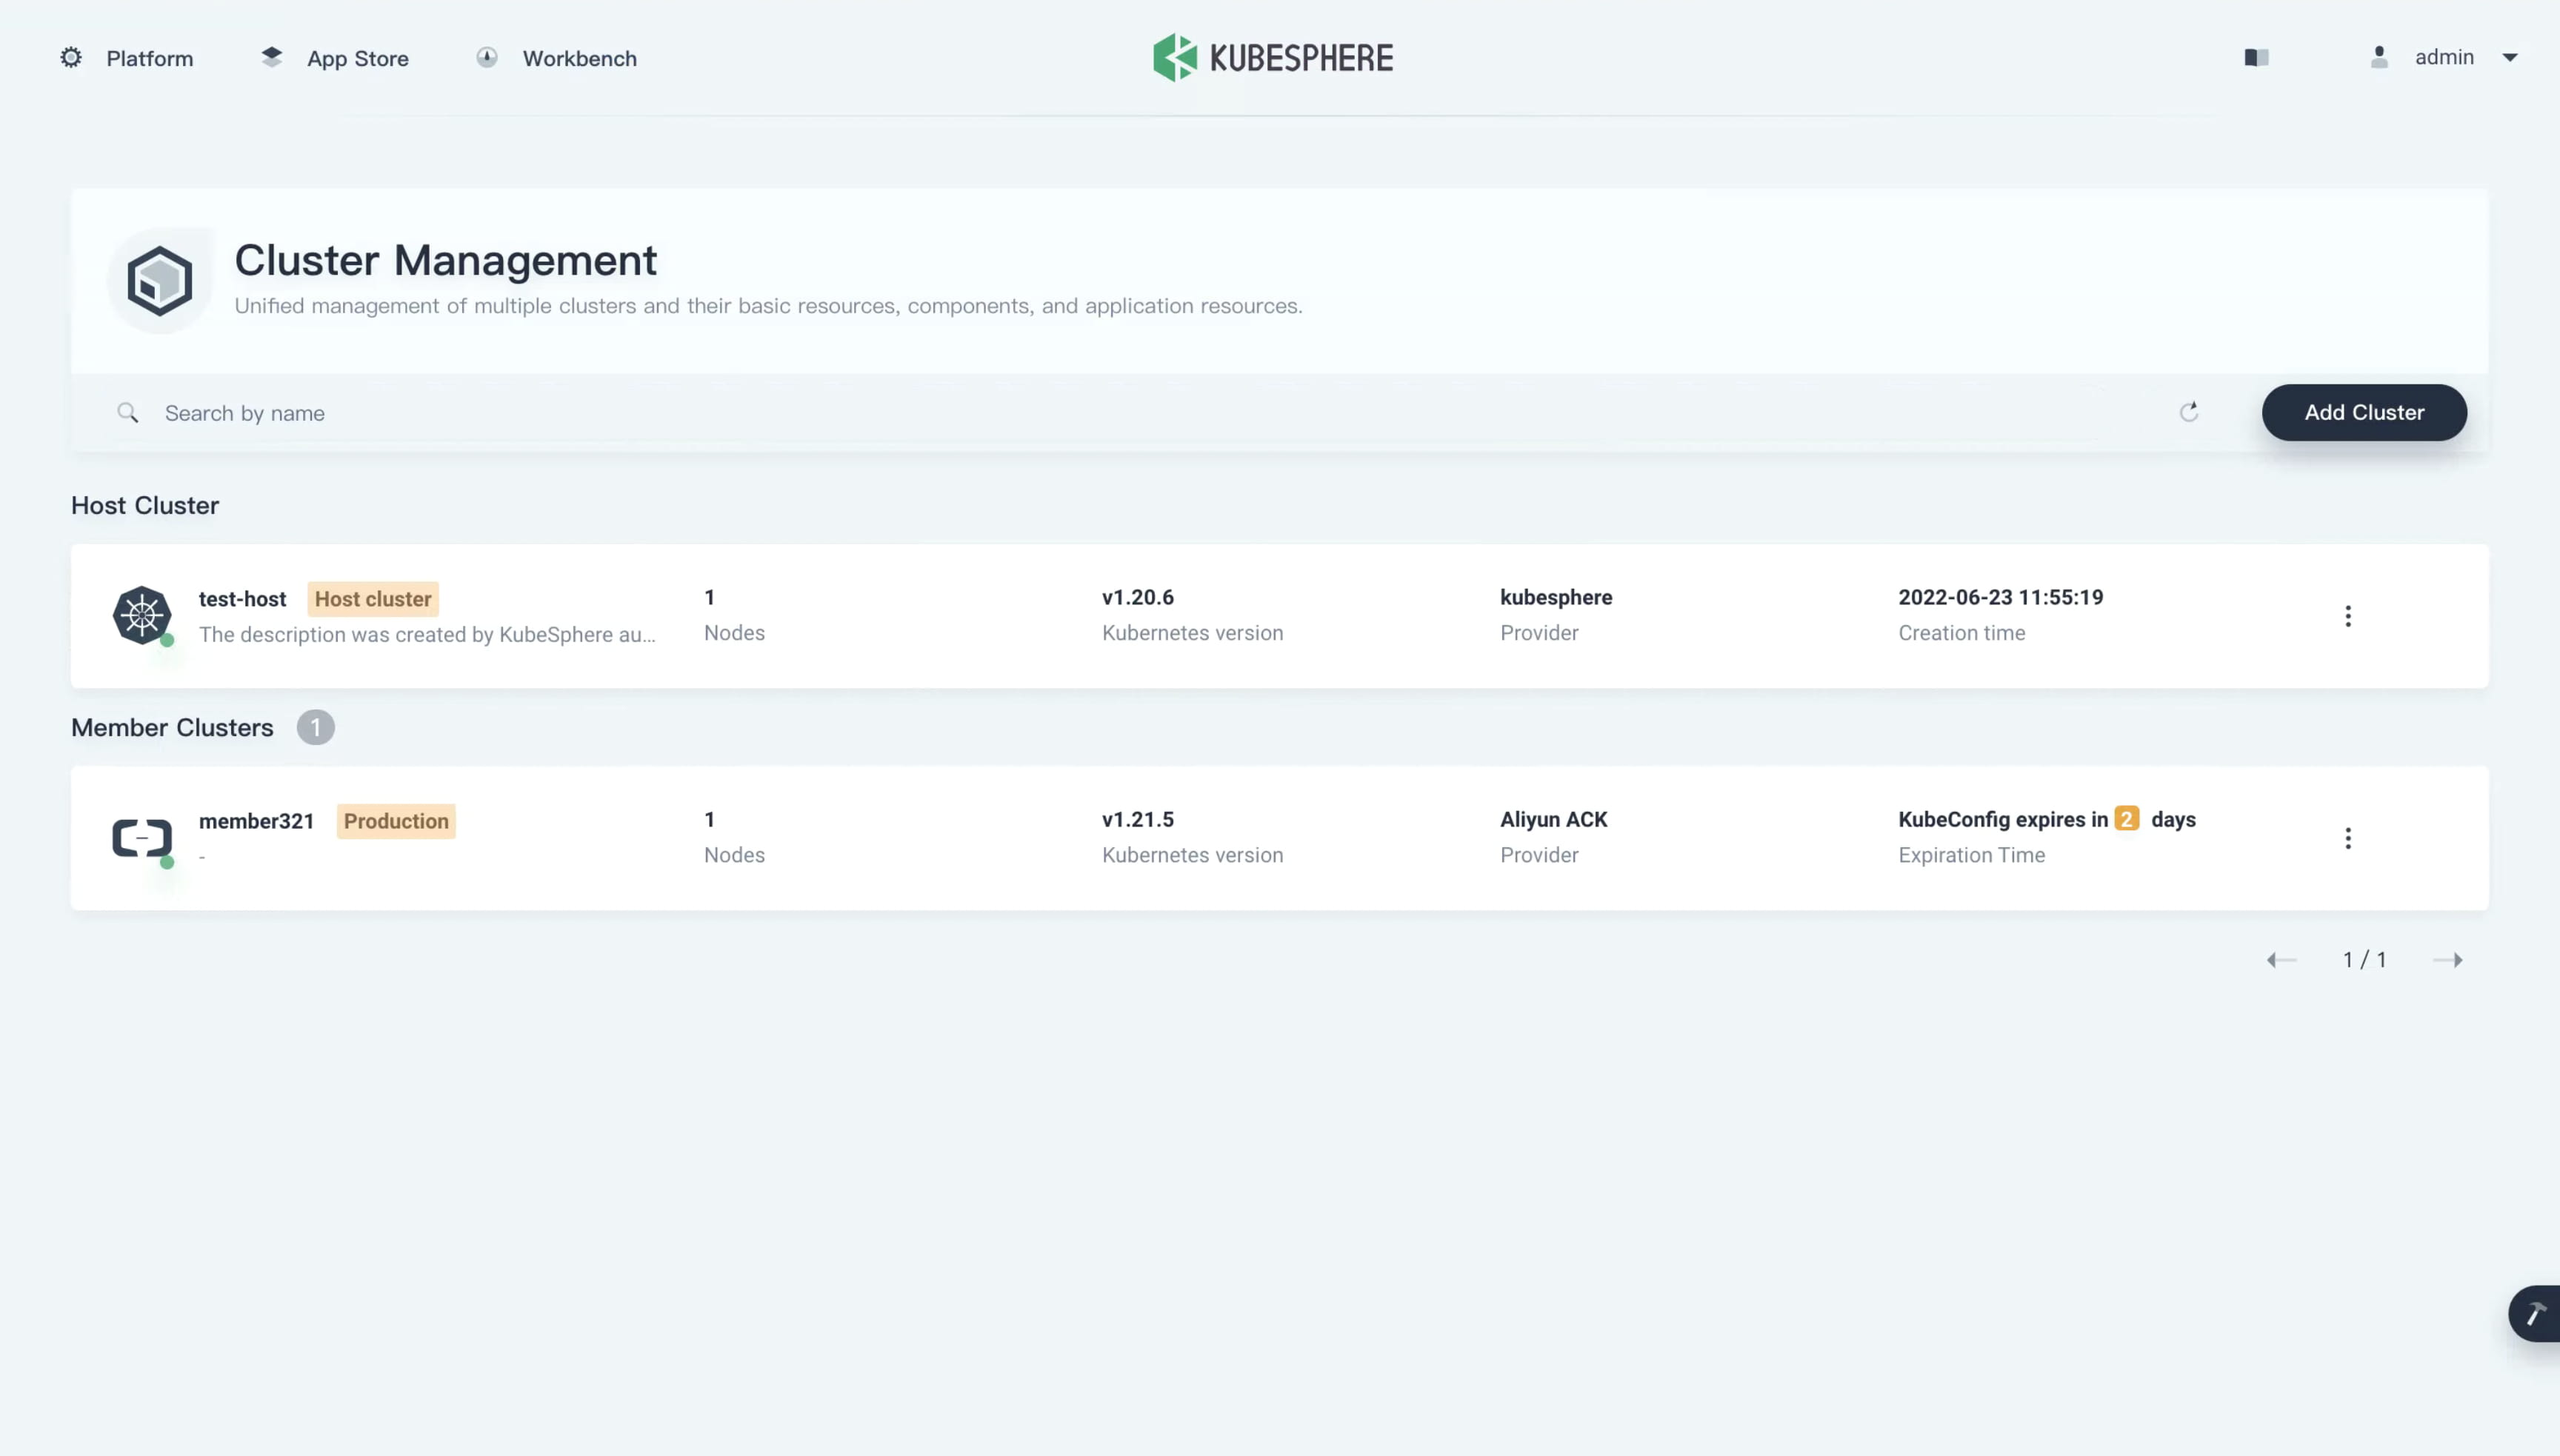 Platform
App Store
Workbench
KUBESPHERE
admin
Cluster Management
Unified management of multiple clusters and their basic resources, components, and application resources.
Search by name
Add Cluster
Host Cluster
test-host Host cluster
The description was created by KubeSphere au...
1
Nodes
v1.20.6
Kubernetes version
kubesphere
Provider
2022-06-23 11:55:19
Creation time
Member Clusters 1
member321 Production
-
1
Nodes
v1.21.5
Kubernetes version
Aliyun ACK
Provider
KubeConfig expires in 2 days
Expiration Time
1 / 1